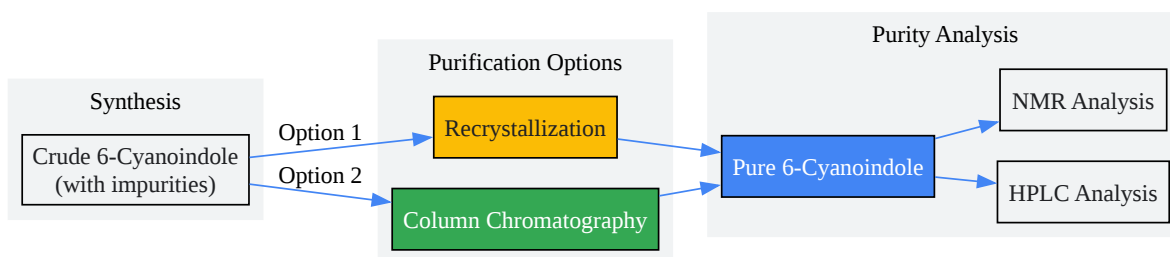 Synthesis
Crude 6-Cyanoindole
(with impurities)
Option 1
Option 2
Purification Options
Recrystallization
Column Chromatography
Purity Analysis
Pure 6-Cyanoindole
NMR Analysis
HPLC Analysis